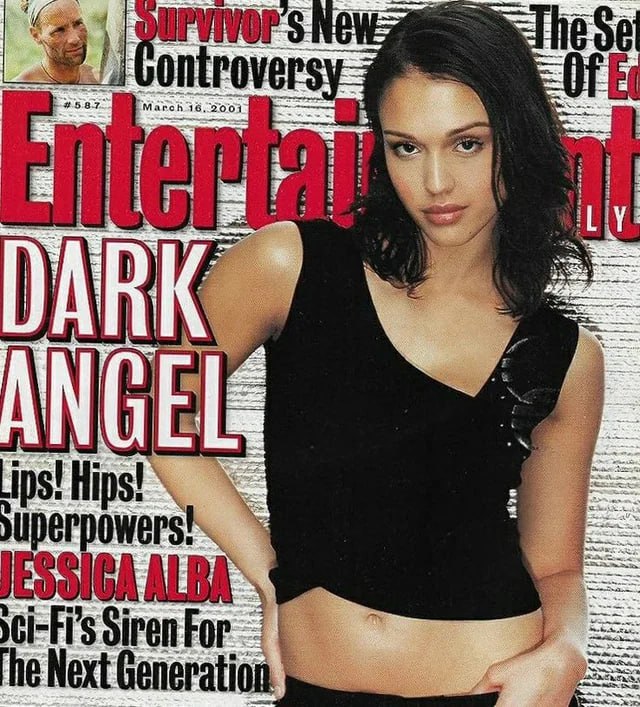 Survivor's New
Controversy
The Se
Of Ed
#587 March 16, 2001
Entertai nt
LY
DARK
ANGEL
Lips! Hips!
Superpowers!
JESSICA ALBA
Sci-Fi's Siren For
The Next Generation